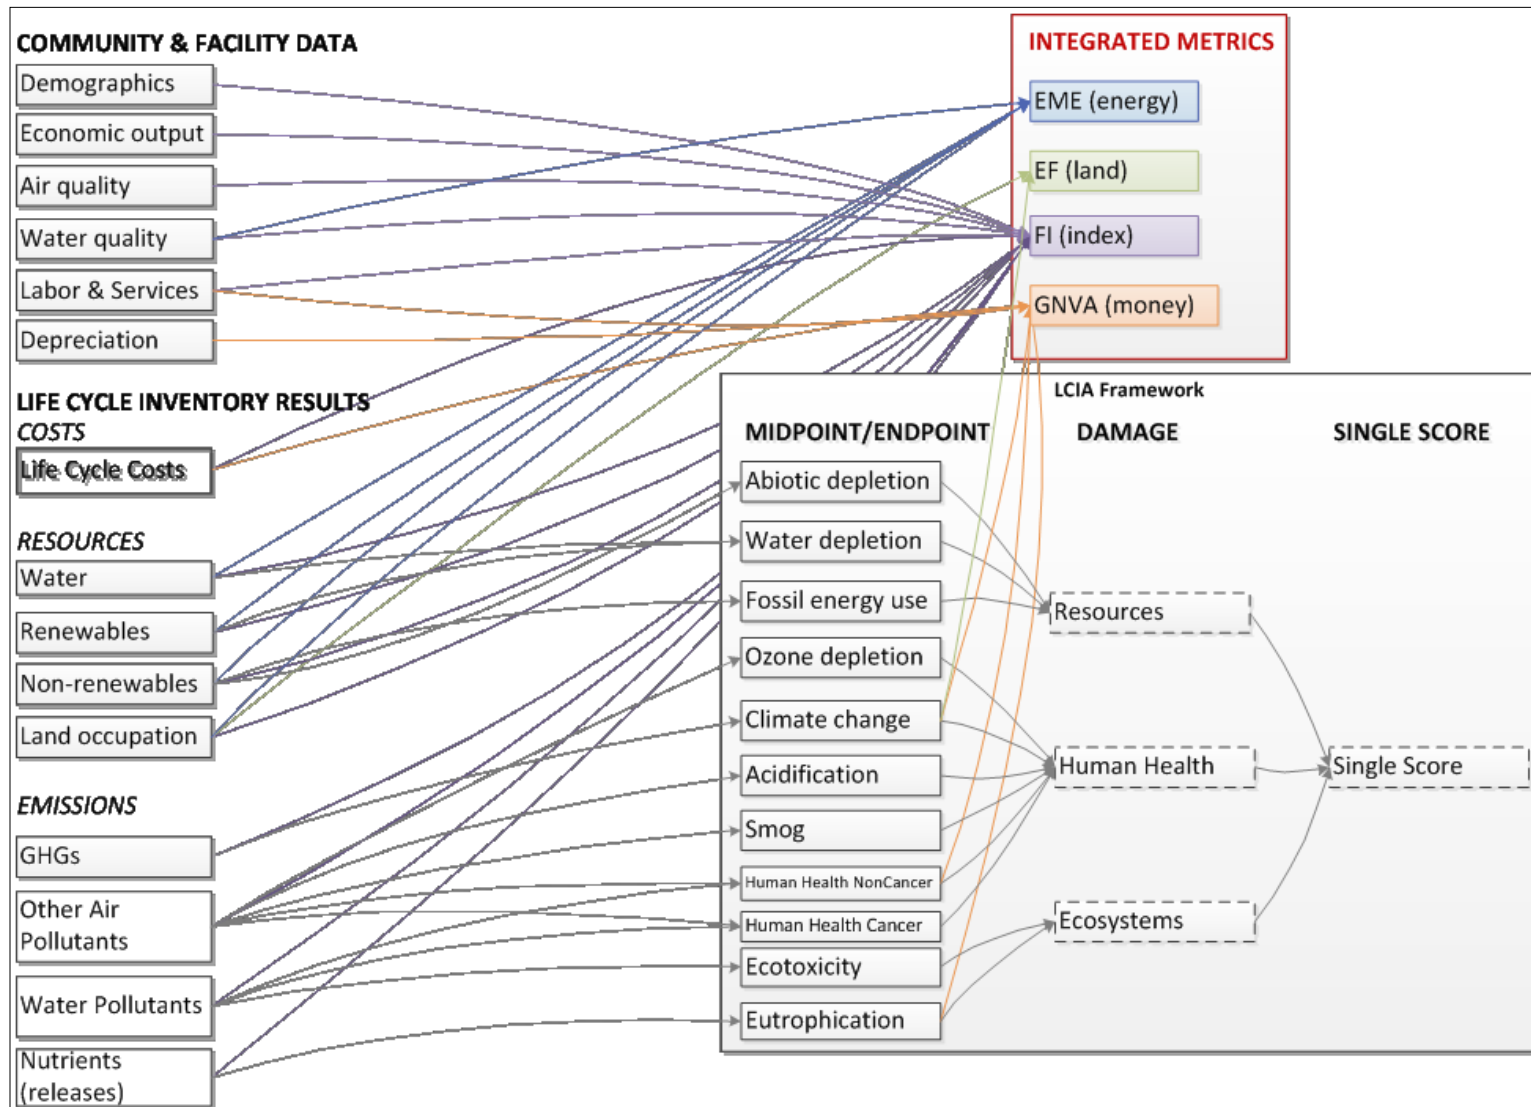 COMMUNITY & FACILITY DATA
Demographics
Economic output
Air quality
Water quality
Labor & Services
Depreciation
LIFE CYCLE INVENTORY RESULTS
COSTS
Life Cycle Costs
RESOURCES
Water
Renewables
Non-renewables
Land occupation
EMISSIONS
GHGs
Other Air
Pollutants
Water Pollutants
Nutrients
(releases)
INTEGRATED METRICS
EME (energy)
EF (land)
FI (index)
GNVA (money)
LCIA Framework
MIDPOINT/ENDPOINT
Abiotic depletion
Water depletion
Fossil energy use
Ozone depletion
Climate change
Acidification
Smog
Human Health NonCancer
Human Health Cancer
Ecotoxicity
Eutrophication
DAMAGE
Resources
Human Health
Ecosystems
SINGLE SCORE
Single Score